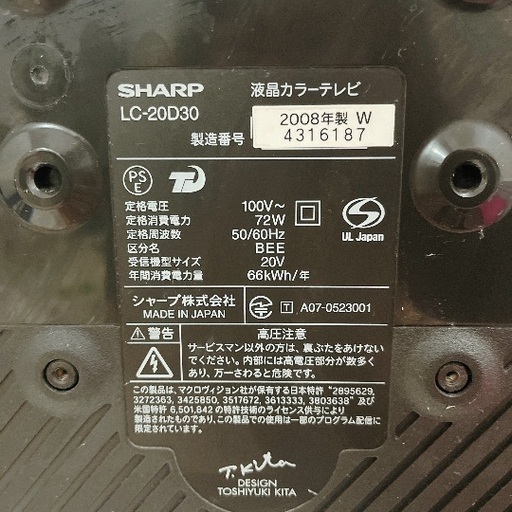 SHARP 液晶カラーテレビ
LC-20D30
製造番号 2008年製 W
4316187
PS
E
定格電圧 100V～
定格消費電力 72W
定格周波数 50/60Hz
区分名 BEE
受信機型サイズ 20V
年間消費電力量 66kWh/年
UL Japan
シャープ株式会社
MADE IN JAPAN
T A07-0523001
警告 高圧注意
サービスマン以外の方は、裏ぶたをあけない
でください。内部には高電圧部分が数多く
あり、万一さわると危険です。
この製品は、マクロヴィジョン社が保有する日本特許 "2895629,
3272363, 3425850, 3517672, 3613333, 3803638" 及び
米国特許 6,501,842 の特許技術のライセンス供与により
製造されたものであり、この製品での使用は一部のプログラム配信に
限定されています。
T. Kita
DESIGN
TOSHIYUKI KITA